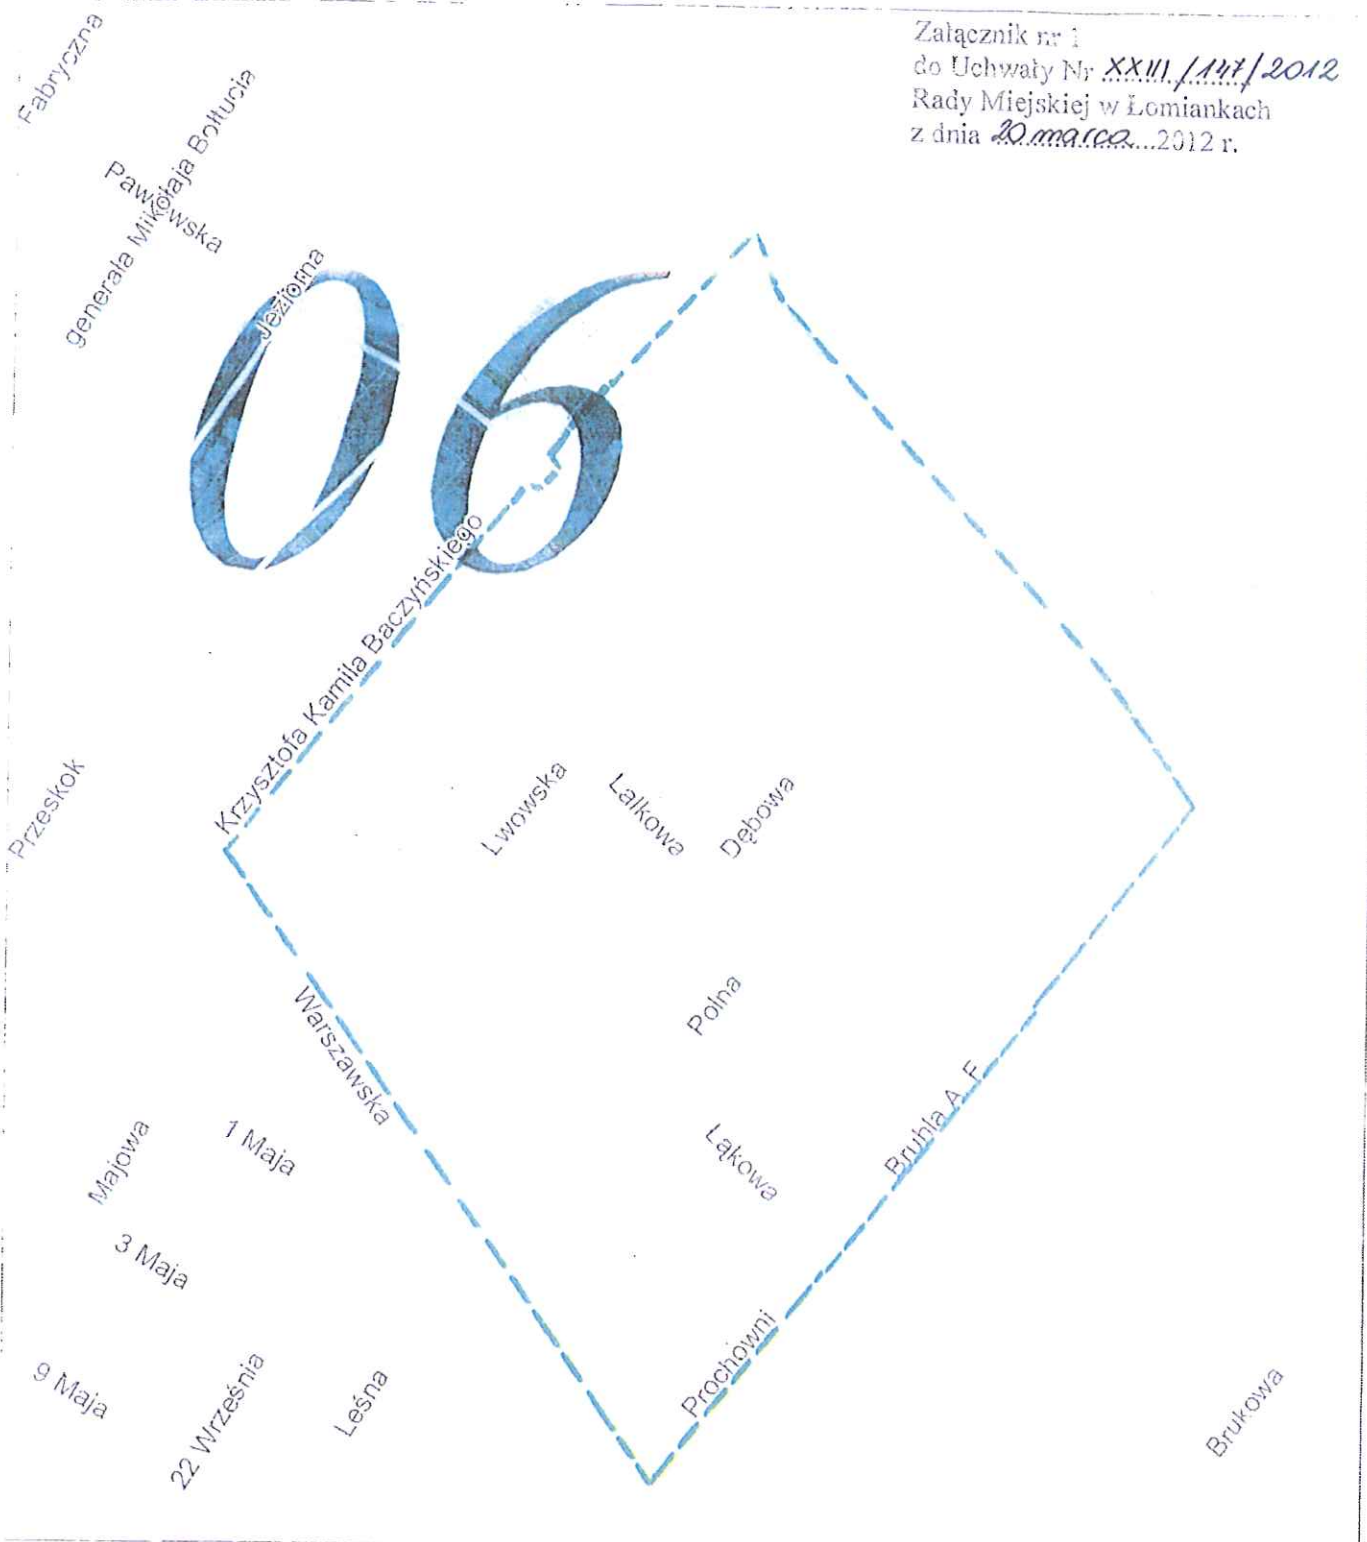 Załącznik nr 1
do Uchwały Nr XXIII/147/2012
Rady Miejskiej w Łomiankach
z dnia 20 marca...2012 r.
Fabryczna
generała Mikołaja Bołtucia
Pawłowska
Jeziorna
06
Krzysztofa Kamila Baczyńskiego
Przeskok
Lwowska
Lalkowa
Dębowa
Warszawska
Polna
Bruhla A. F.
Łąkowa
Majowa
1 Maja
3 Maja
9 Maja
22 Września
Leśna
Prochowni
Brukowa